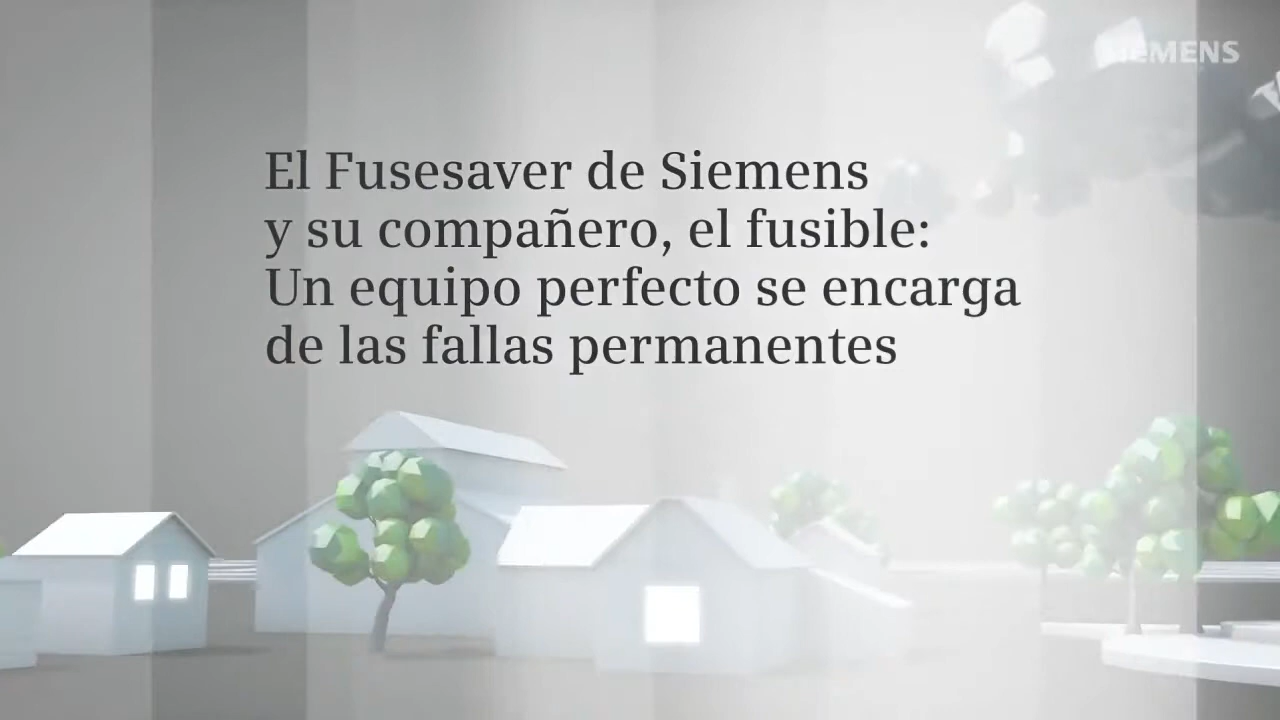 SIEMENS
El Fusesaver de Siemens
y su compañero, el fusible:
Un equipo perfecto se encarga
de las fallas permanentes